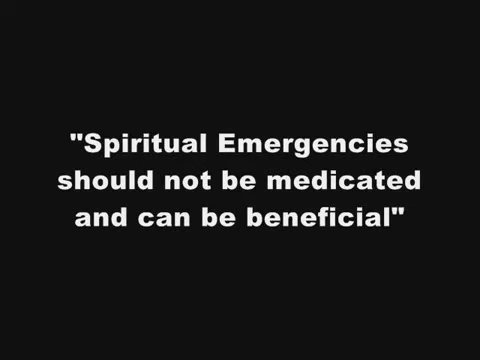 "Spiritual Emergencies
should not be medicated
and can be beneficial"